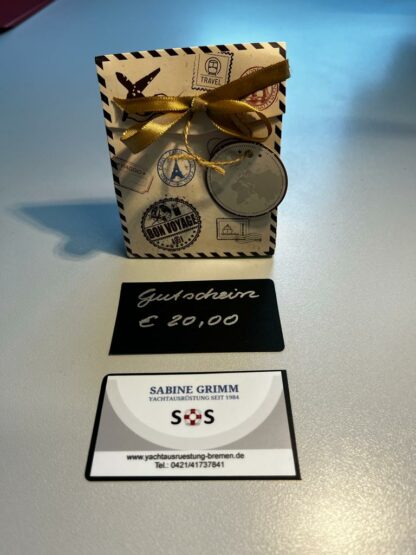 TRAVEL
BON VOYAGE
Gutschein
€ 20,00
SABINE GRIMM
YACHTAUSRÜSTUNG SEIT 1984
SOS
www.yachtausruestung-bremen.de
Tel.: 0421/41737841